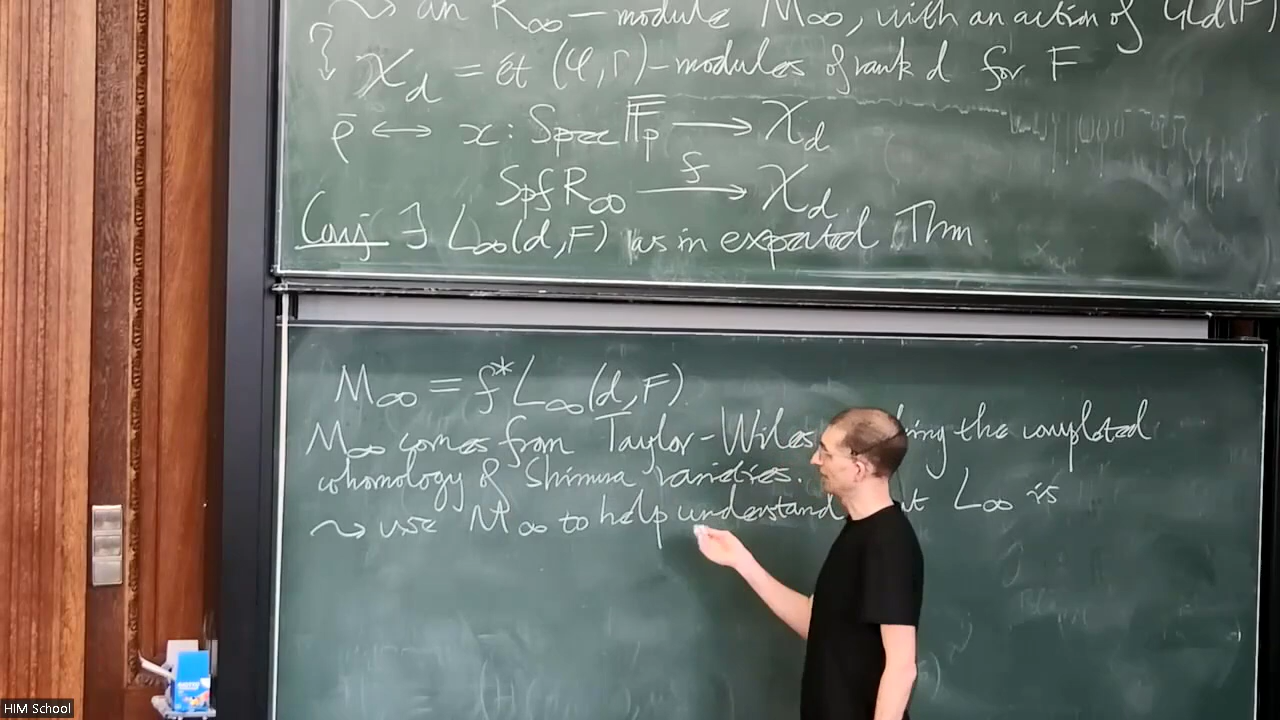 ⤳ an R∞-module M∞, with an action of GLd(F)
𝒳d = ét (φ,Γ)-modules of rank d for F
ρ̄ ↔ x: Spec F̄p → 𝒳d
Spf R∞ —f→ 𝒳d
Conj ∃ L∞(d,F) as in expected Thm.
M∞ = f* L∞(d,F).
M∞ comes from Taylor-Wiles the completed
cohomology of Shimura varieties.
⤳ use M∞ to help understand L∞ is
HIM School